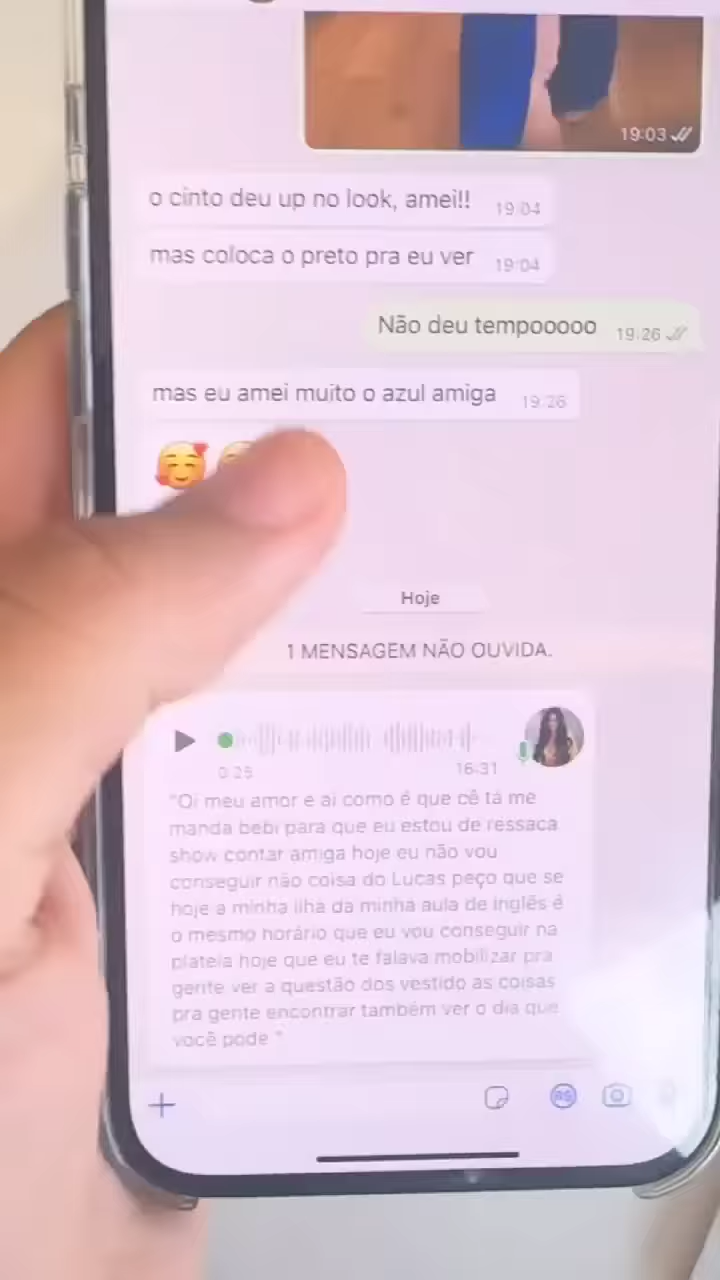 19:03
o cinto deu up no look, amei!! 19:04
mas coloca o preto pra eu ver 19:04
Não deu tempooooo 19:26
mas eu amei muito o azul amiga 19:26
Hoje
1 MENSAGEM NÃO OUVIDA.
0:25 16:31
"Oi meu amor e ai como é que cê tá me
manda bebi para que eu estou de ressaca
show contar amiga hoje eu não vou
conseguir não coisa do Lucas peço que se
hoje a minha ilha da minha aula de inglês é
o mesmo horário que eu vou conseguir na
plateia hoje que eu te falava mobilizar pra
gente ver a questão dos vestido as coisas
pra gente encontrar também ver o dia que
você pode "